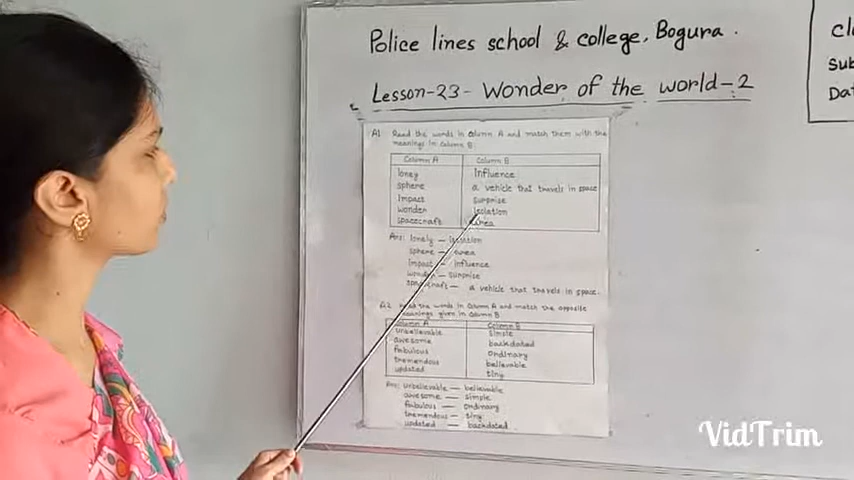 Police lines school & college, Bogura.
Lesson-23- Wonder of the world-2
A1 Read the words in Column A and match them with the
meanings in Column B:
Column A Column B
loney influence
sphere a vehicle that travels in space
impact surprise
wonder isolation
spacecraft area
Ans: lonely — isolation
sphere — area
impact — influence
wonder — surprise
spacecraft — a vehicle that travels in space.
Read the words in Column A and match the opposite
meanings given in Column B
Column A Column B
unbelievable simple
awesome backdated
fabulous ordinary
tremendous believable
updated tiny
Ans: unbelievable — believable
awesome — simple
fabulous — ordinary
tremendous — tiny
updated — backdated
cl
Sub
Dat
VidTrim